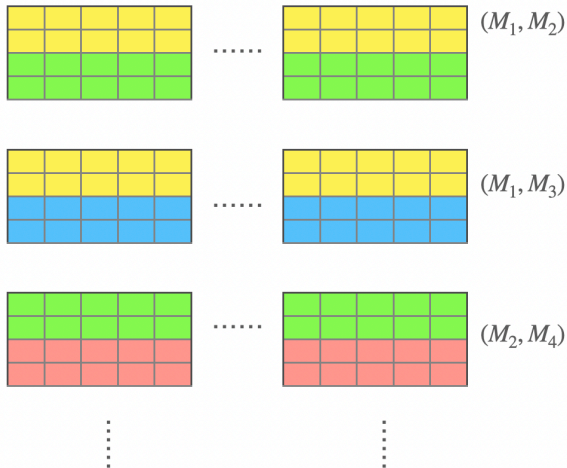 (M₁, M₂)
(M₁, M₃)
(M₂, M₄)